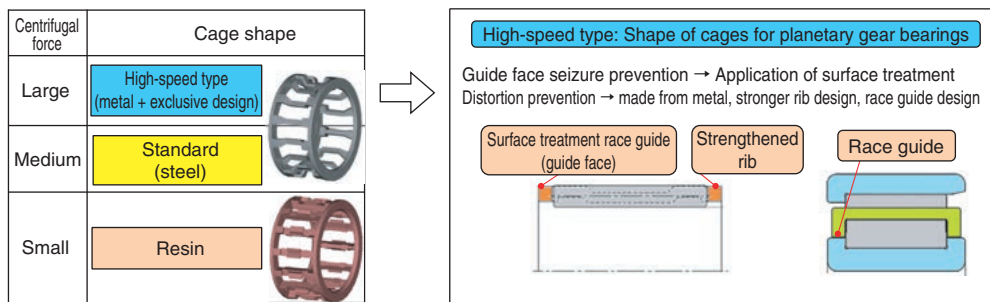 Centrifugal
force
Cage shape
Large
High-speed type
(metal + exclusive design)
Medium
Standard
(steel)
Small
Resin
High-speed type: Shape of cages for planetary gear bearings
Guide face seizure prevention → Application of surface treatment
Distortion prevention → made from metal, stronger rib design, race guide design
Surface treatment race guide
(guide face)
Strengthened
rib
Race guide